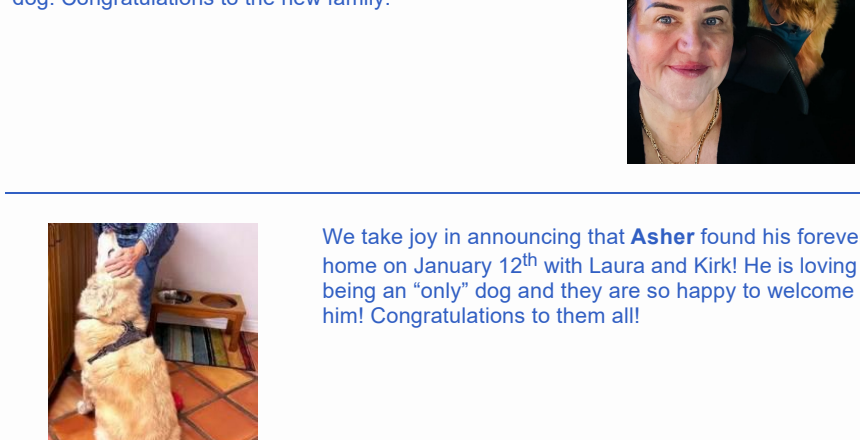 dog! Congratulations to the new family!
We take joy in announcing that Asher found his foreve
home on January 12th with Laura and Kirk! He is loving
being an “only” dog and they are so happy to welcome
him! Congratulations to them all!